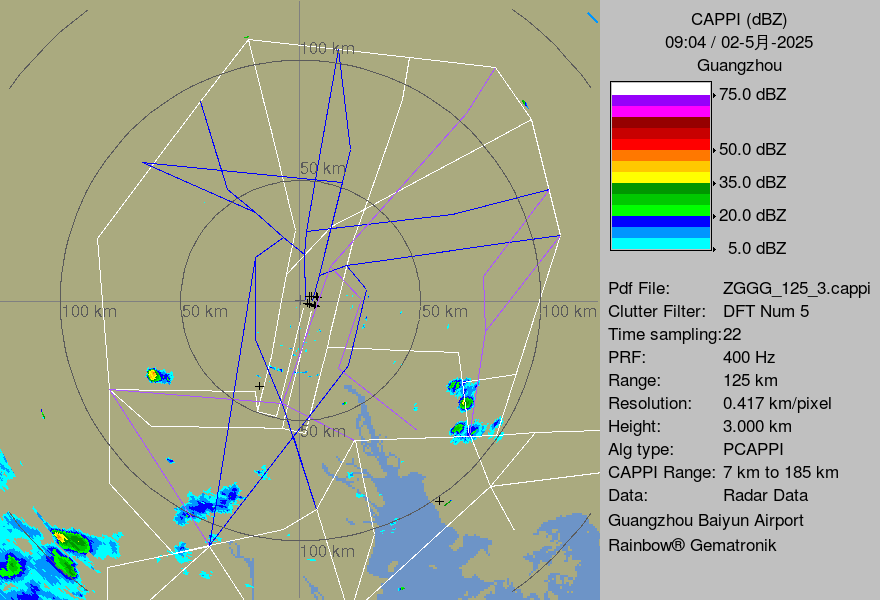 CAPPI (dBZ)
09:04 / 02-5月-2025
Guangzhou
75.0 dBZ
50.0 dBZ
35.0 dBZ
20.0 dBZ
5.0 dBZ
Pdf File: ZGGG_125_3.cappi
Clutter Filter: DFT Num 5
Time sampling:22
PRF: 400 Hz
Range: 125 km
Resolution: 0.417 km/pixel
Height: 3.000 km
Alg type: PCAPPI
CAPPI Range: 7 km to 185 km
Data: Radar Data
Guangzhou Baiyun Airport
Rainbow® Gematronik
100 km
50 km
100 km
50 km
50 km
100 km
50 km
100 km